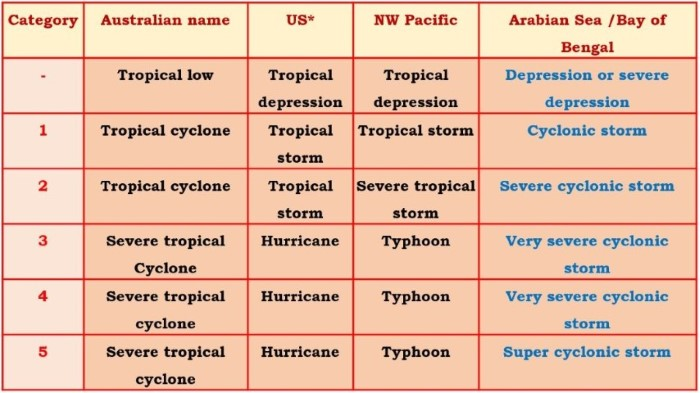 Category Australian name US* NW Pacific Arabian Sea /Bay of
Bengal
- Tropical low Tropical Tropical Depression or severe
depression depression depression
1 Tropical cyclone Tropical Tropical storm Cyclonic storm
storm
2 Tropical cyclone Tropical Severe tropical Severe cyclonic storm
storm storm
3 Severe tropical Hurricane Typhoon Very severe cyclonic
Cyclone storm
4 Severe tropical Hurricane Typhoon Very severe cyclonic
cyclone storm
5 Severe tropical Hurricane Typhoon Super cyclonic storm
cyclone